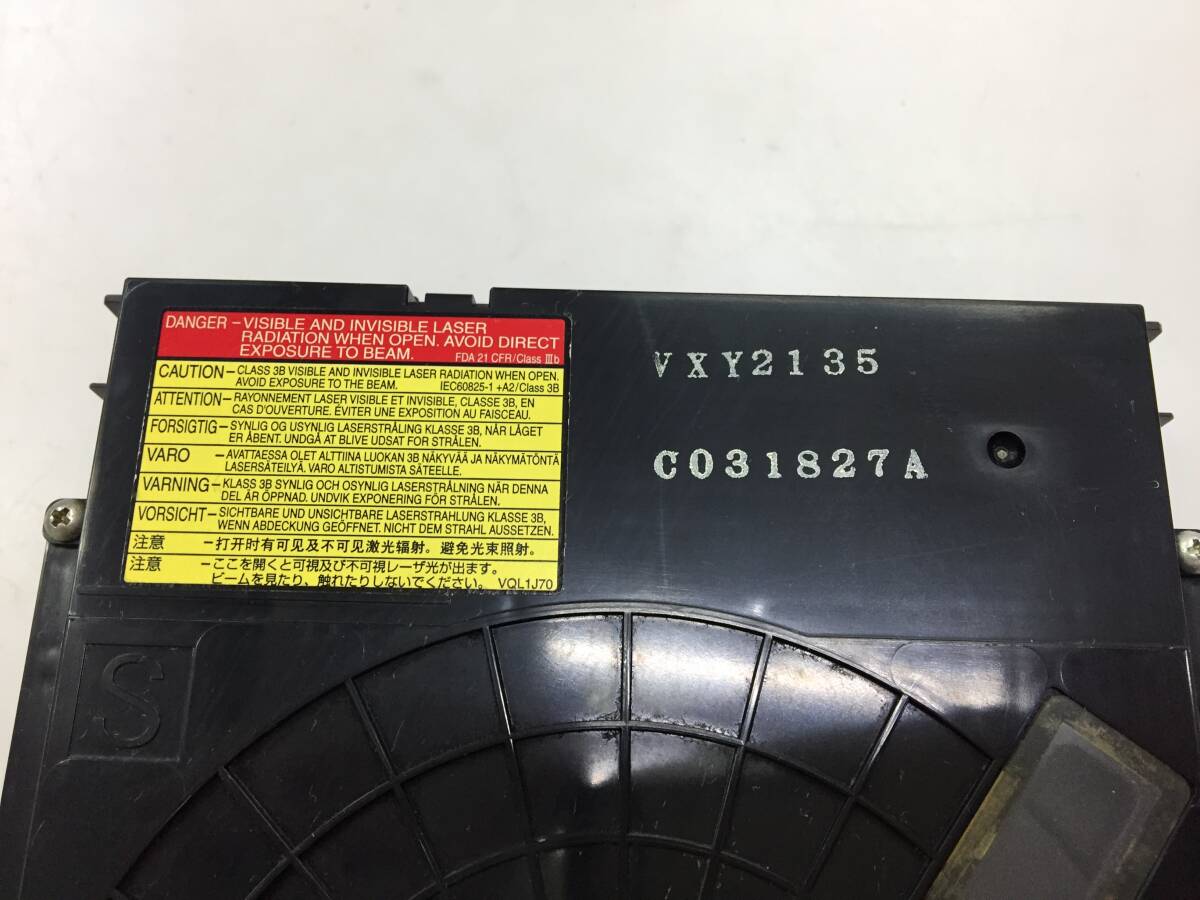 DANGER – VISIBLE AND INVISIBLE LASER
RADIATION WHEN OPEN. AVOID DIRECT
EXPOSURE TO BEAM. FDA 21 CFR/Class IIIb
CAUTION – CLASS 3B VISIBLE AND INVISIBLE LASER RADIATION WHEN OPEN.
AVOID EXPOSURE TO THE BEAM. IEC60825-1 +A2/Class 3B
ATTENTION – RAYONNEMENT LASER VISIBLE ET INVISIBLE, CLASSE 3B, EN
CAS D'OUVERTURE. ÉVITER UNE EXPOSITION AU FAISCEAU.
FORSIGTIG – SYNLIG OG USYNLIG LASERSTRÅLING KLASSE 3B, NÅR LÅGET
ER ÅBENT. UNDGÅ AT BLIVE UDSAT FOR STRÅLEN.
VARO – AVATTAESSA OLET ALTTIINA LUOKAN 3B NÄKYVÄÄ JA NÄKYMÄTÖNTÄ
LASERSÄTEILYÄ. VARO ALTISTUMISTA SÄTEELLE.
VARNING – KLASS 3B SYNLIG OCH OSYNLIG LASERSTRÅLNING NÄR DENNA
DEL ÄR ÖPPNAD. UNDVIK EXPONERING FÖR STRÅLEN.
VORSICHT – SICHTBARE UND UNSICHTBARE LASERSTRAHLUNG KLASSE 3B,
WENN ABDECKUNG GEÖFFNET. NICHT DEM STRAHL AUSSETZEN.
注意 – 打开时有可见及不可见激光辐射。避免光束照射。
注意 – ここを開くと可視及び不可視レーザ光が出ます。
ビームを見たり、触れたりしないでください。 VQL1J70
VXY2135
C031827A
S